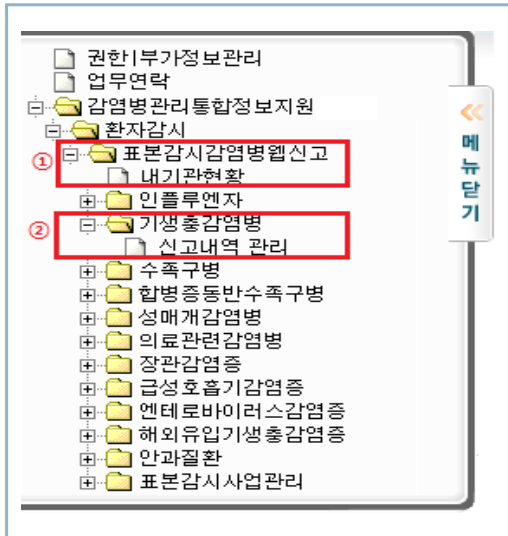 권한|부가정보관리
업무연락
감염병관리통합정보지원
환자감시
① 표본감시감염병웹신고
내기관현황
인플루엔자
② 기생충감염병
신고내역 관리
수족구병
합병증동반수족구병
성매개감염병
의료관련감염병
장관감염증
급성호흡기감염증
엔테로바이러스감염증
해외유입기생충감염증
안과질환
표본감시사업관리
《
메
뉴
닫
기